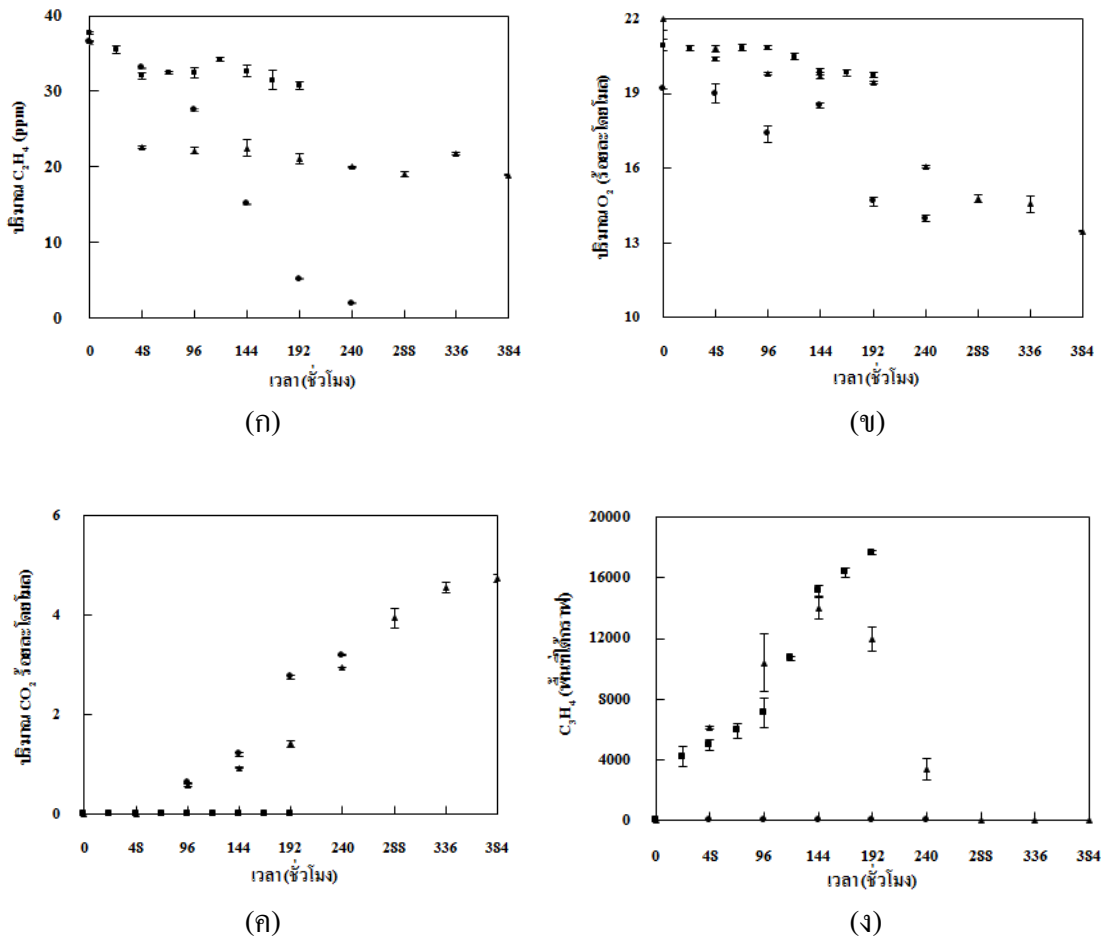 40
30
20
10
0
ปริมาณ C2H4 (ppm)
0 48 96 144 192 240 288 336 384
เวลา (ชั่วโมง)
(ก)
22
19
16
13
10
ปริมาณ O2 (ร้อยละโดยโมล)
0 48 96 144 192 240 288 336 384
เวลา (ชั่วโมง)
(ข)
6
4
2
0
ปริมาณ CO2 ร้อยละโดยโมล)
0 48 96 144 192 240 288 336 384
เวลา (ชั่วโมง)
(ค)
20000
16000
12000
8000
4000
0
C3H4 (พื้นที่ใต้กราฟ)
0 48 96 144 192 240 288 336 384
เวลา (ชั่วโมง)
(ง)